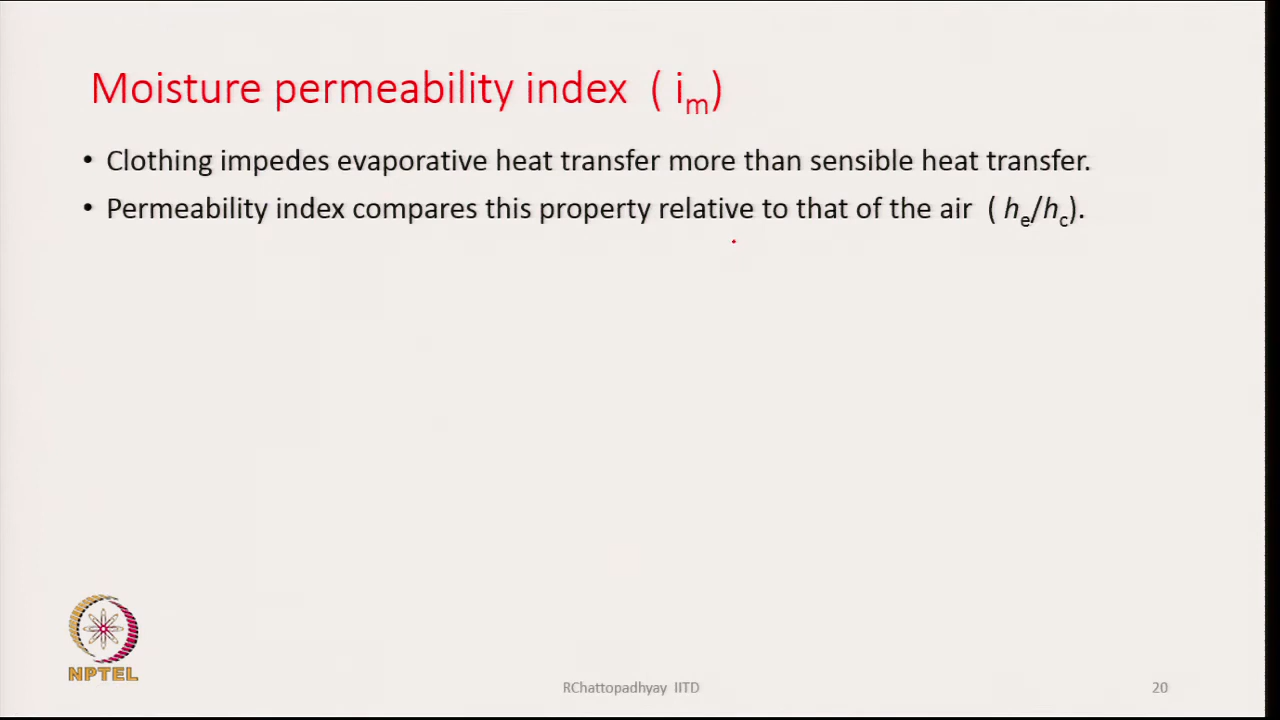 Moisture permeability index ( im)
• Clothing impedes evaporative heat transfer more than sensible heat transfer.
• Permeability index compares this property relative to that of the air ( he/hc).
NPTEL
RChattopadhyay IITD
20